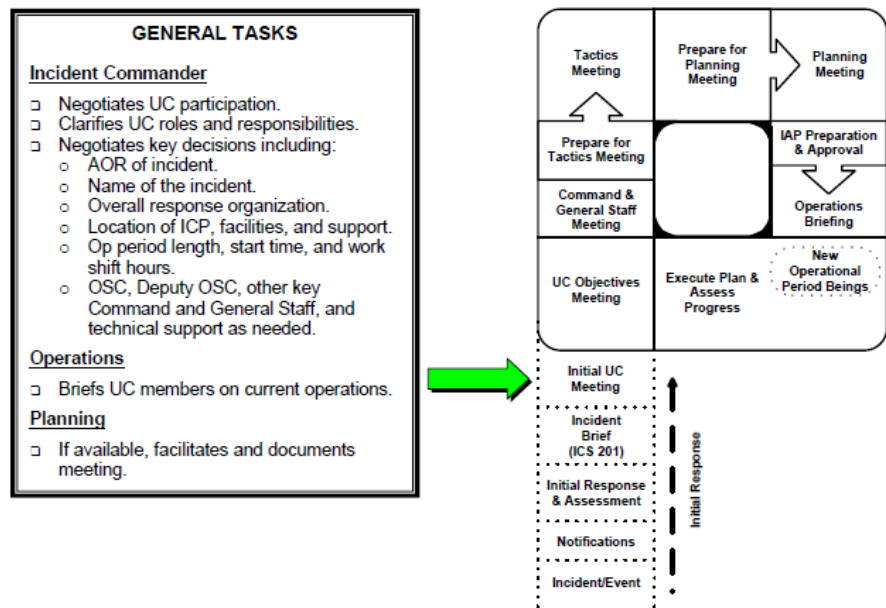 GENERAL TASKS
Incident Commander
❑ Negotiates UC participation.
❑ Clarifies UC roles and responsibilities.
❑ Negotiates key decisions including:
o AOR of incident.
o Name of the incident.
o Overall response organization.
o Location of ICP, facilities, and support.
o Op period length, start time, and work
shift hours.
o OSC, Deputy OSC, other key
Command and General Staff, and
technical support as needed.
Operations
❑ Briefs UC members on current operations.
Planning
❑ If available, facilitates and documents
meeting.
Tactics
Meeting
Prepare for
Planning
Meeting
Planning
Meeting
Prepare for
Tactics Meeting
IAP Preparation
& Approval
Command &
General Staff
Meeting
Operations
Briefing
UC Objectives
Meeting
Execute Plan &
Assess
Progress
New
Operational
Period Beings
Initial UC
Meeting
Incident
Brief
(ICS 201)
Initial Response
& Assessment
Notifications
Incident/Event
Initial Response